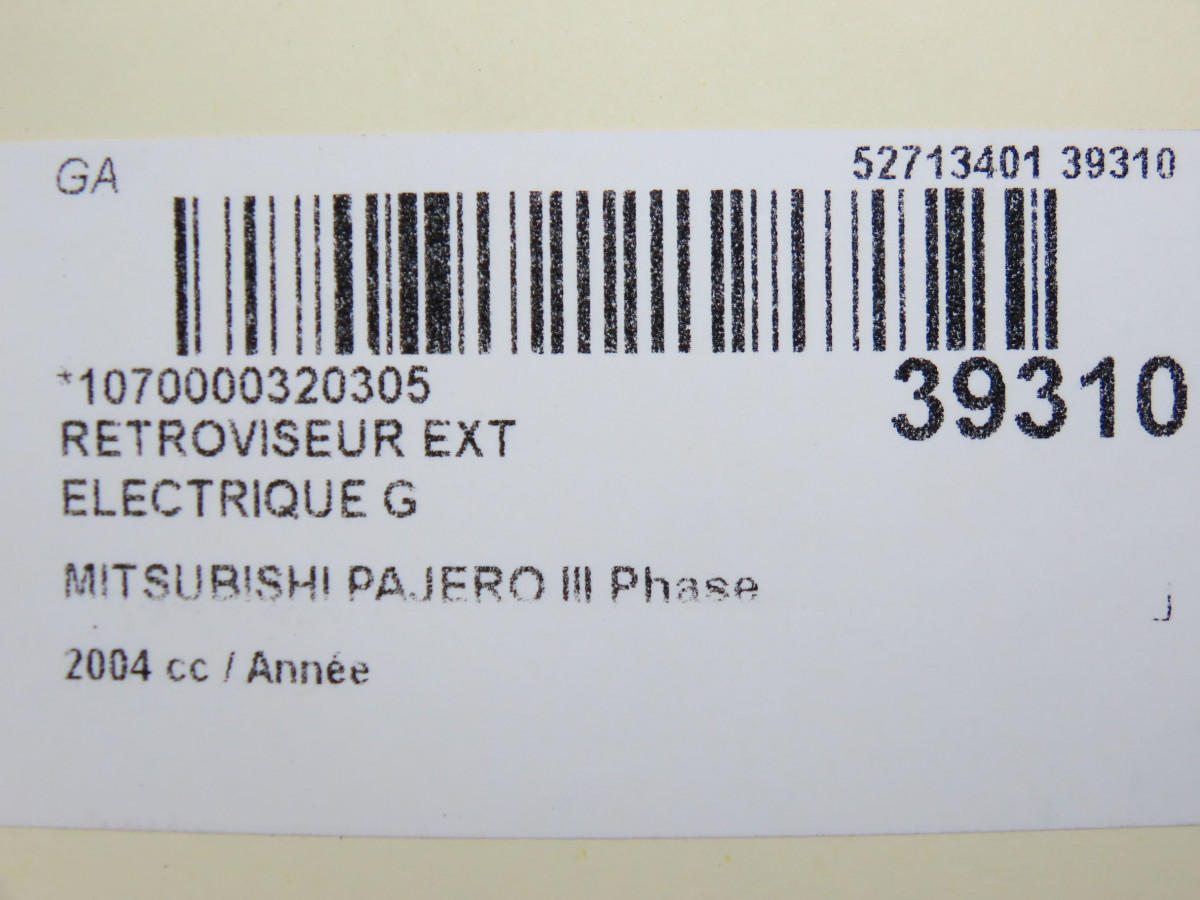 GA
52713401 39310
*1070000320305
39310
RETROVISEUR EXT
ELECTRIQUE G
MITSUBISHI PAJERO III Phase
2004 cc / Année